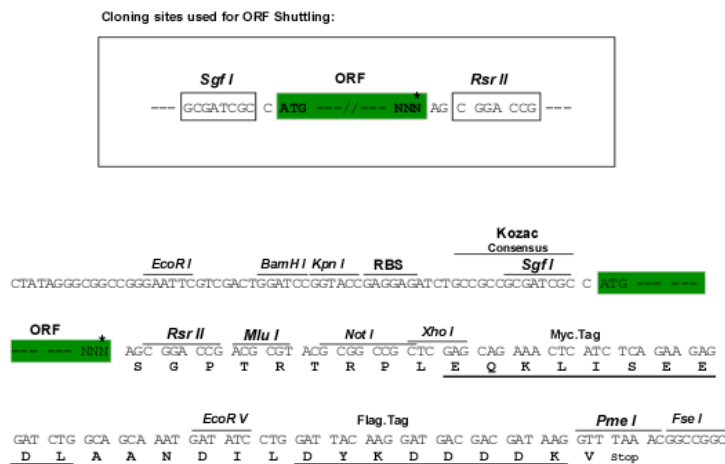 Cloning sites used for ORF Shuttling:
Sgf I ORF Rsr II
--- GCGATCGC C ATG ---//--- NNN * AG C GGA CCG ---
Kozac
Consensus
EcoR I BamH I Kpn I RBS Sgf I
CTATAGGGCGGCCGGGAATTCGTCGACTGGATCCGGTACCGAGGAGATCTGCCGCCGCGATCGC C ATG --- ---
ORF * Rsr II Mlu I Not I Xho I Myc.Tag
--- --- NNN AGC GGA CCG ACG CGT ACG CGG CCG CTC GAG CAG AAA CTC ATC TCA GAA GAG
S G P T R T R P L E Q K L I S E E
EcoR V Flag.Tag Pme I Fse I
GAT CTG GCA GCA AAT GAT ATC CTG GAT TAC AAG GAT GAC GAC GAT AAG GTT TAA ACGGCCGGC
D L A A N D I L D Y K D D D D K V Stop